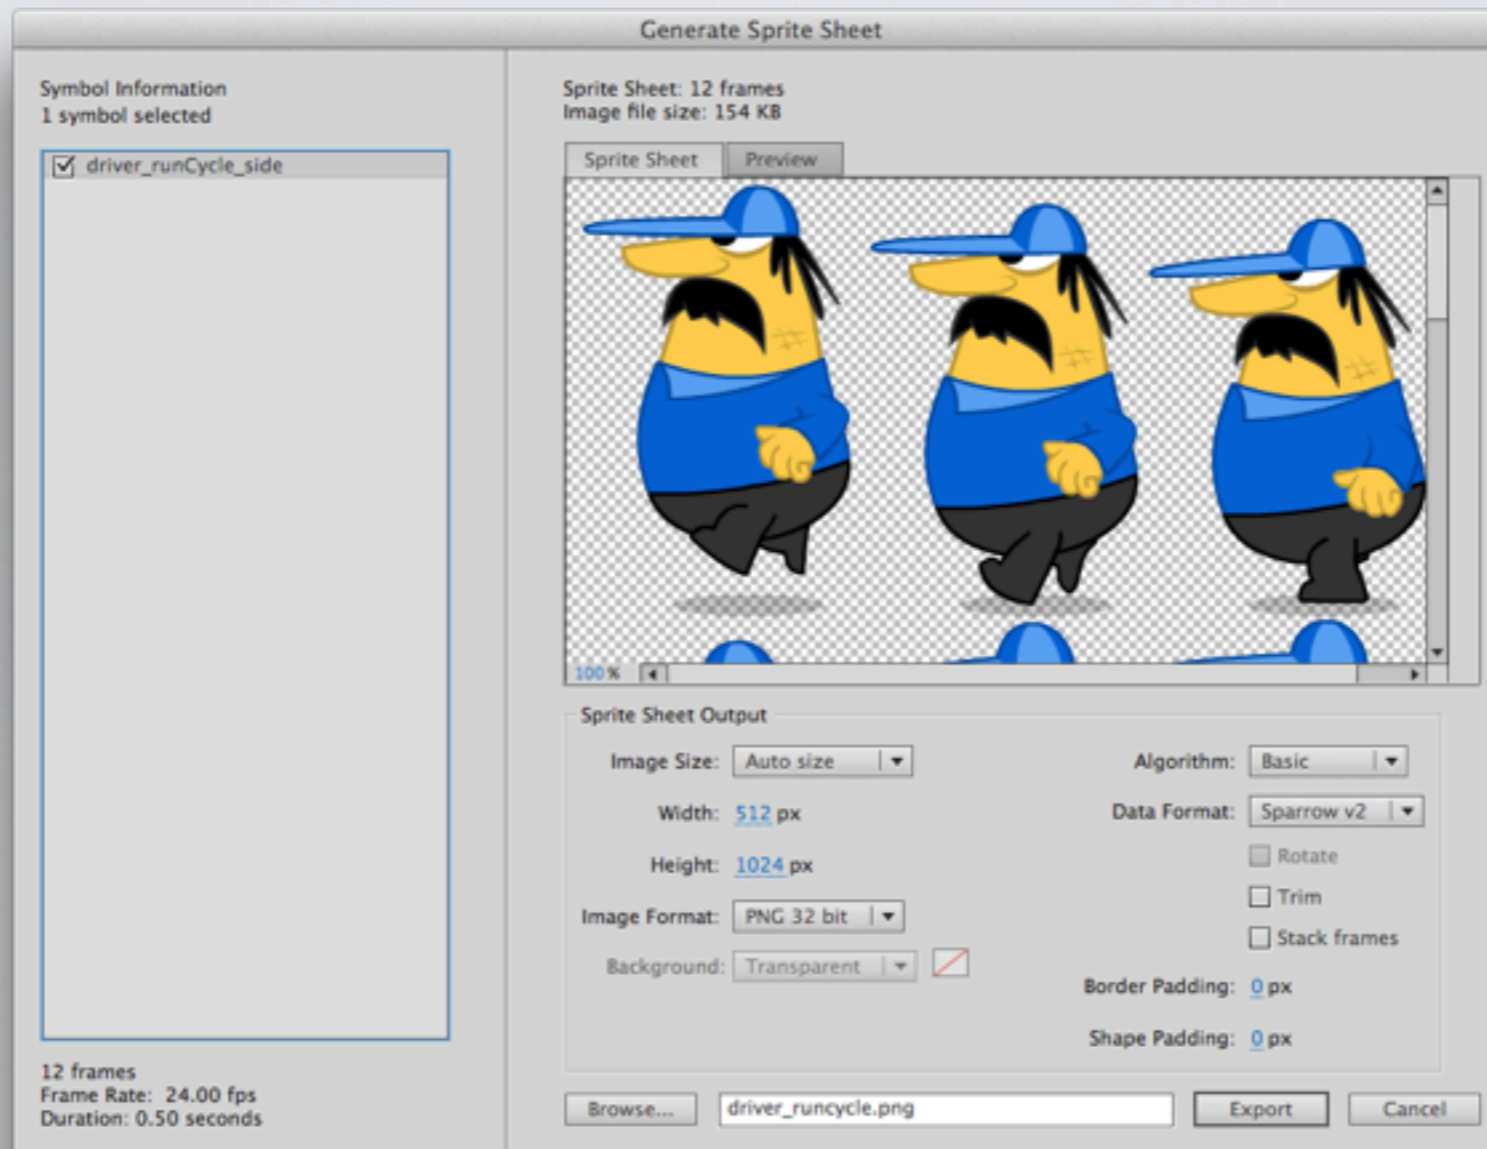 Generate Sprite Sheet
Symbol Information
1 symbol selected
driver_runCycle_side
12 frames
Frame Rate: 24.00 fps
Duration: 0.50 seconds
Sprite Sheet: 12 frames
Image file size: 154 KB
Sprite Sheet Preview
100%
Sprite Sheet Output
Image Size: Auto size
Width: 512 px
Height: 1024 px
Image Format: PNG 32 bit
Background: Transparent
Algorithm: Basic
Data Format: Sparrow v2
Rotate
Trim
Stack frames
Border Padding: 0 px
Shape Padding: 0 px
Browse... driver_runcycle.png Export Cancel